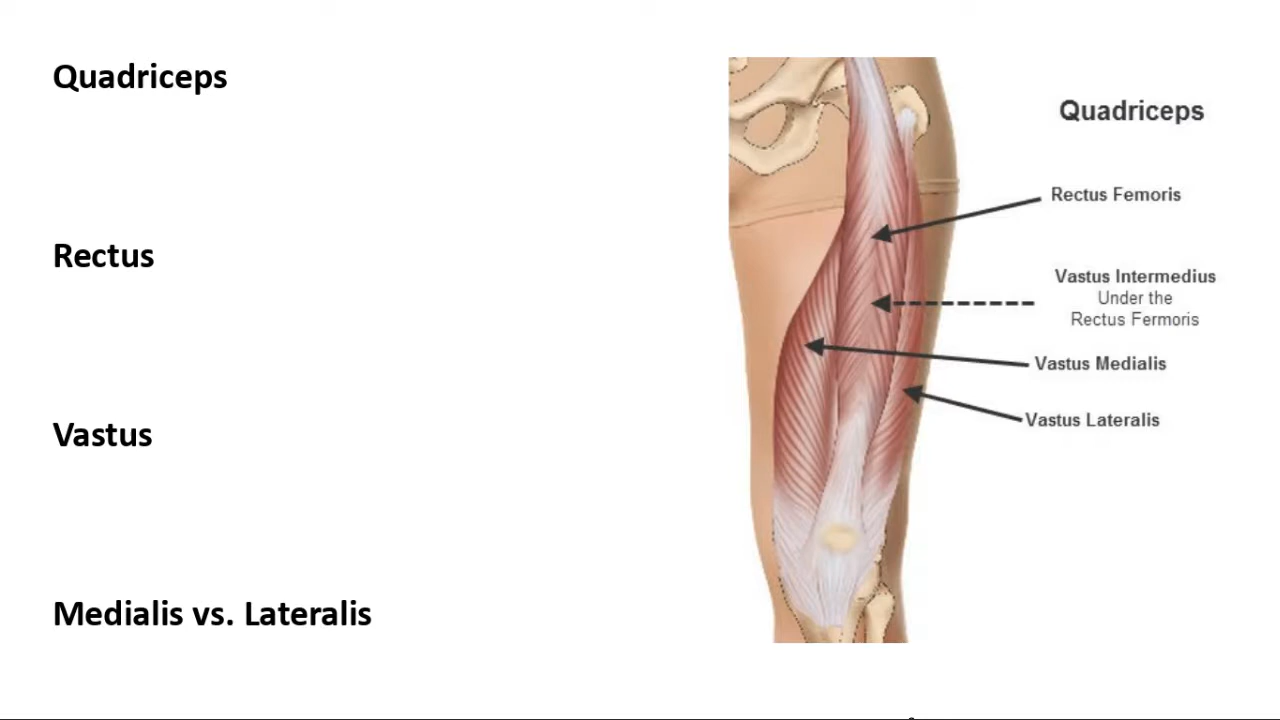 Quadriceps
Rectus
Vastus
Medialis vs. Lateralis
Quadriceps
Rectus Femoris
Vastus Intermedius
Under the
Rectus Fermoris
Vastus Medialis
Vastus Lateralis